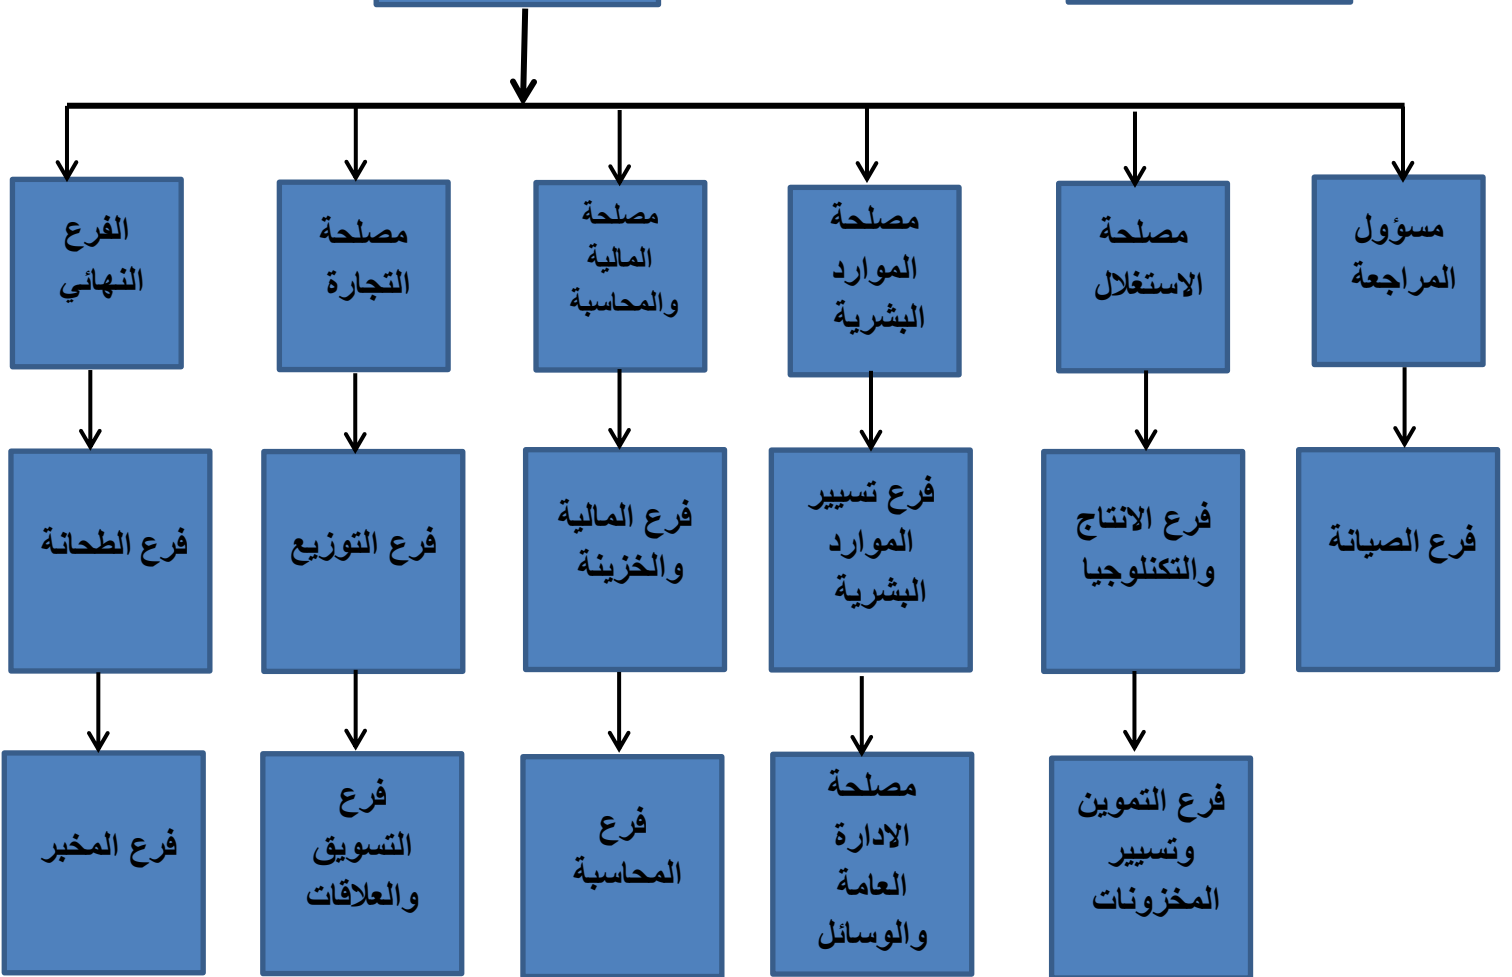 مسؤول
المراجعة
مصلحة
الاستغلال
مصلحة
الموارد
البشرية
مصلحة
المالية
والمحاسبة
مصلحة
التجارة
الفرع
النهائي
فرع الصيانة
فرع الانتاج
والتكنلوجيا
فرع تسيير
الموارد
البشرية
فرع المالية
والخزينة
فرع التوزيع
فرع الطحانة
فرع التموين
وتسيير
المخزونات
مصلحة
الادارة
العامة
والوسائل
فرع
المحاسبة
فرع
التسويق
والعلاقات
فرع المخبر